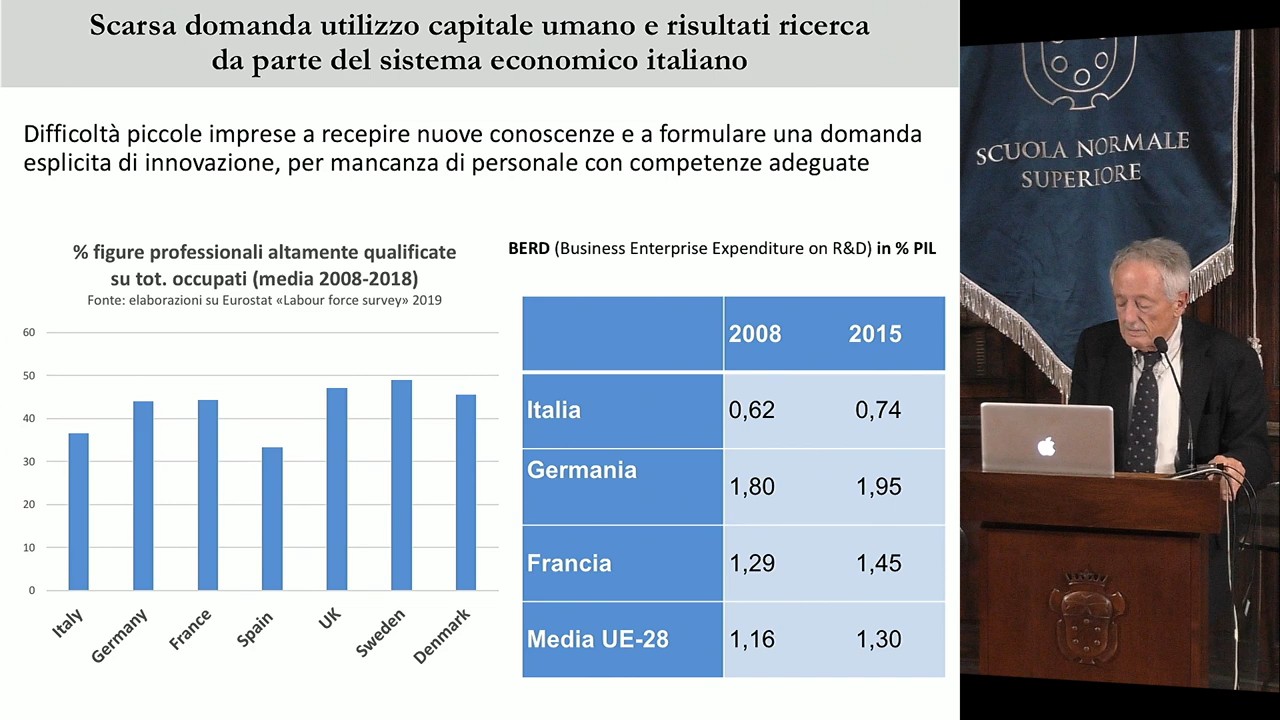 Scarsa domanda utilizzo capitale umano e risultati ricerca
da parte del sistema economico italiano
Difficoltà piccole imprese a recepire nuove conoscenze e a formulare una domanda
esplicita di innovazione, per mancanza di personale con competenze adeguate
% figure professionali altamente qualificate
su tot. occupati (media 2008-2018)
Fonte: elaborazioni su Eurostat «Labour force survey» 2019
60
50
40
30
20
10
0
Italy
Germany
France
Spain
UK
Sweden
Denmark
BERD (Business Enterprise Expenditure on R&D) in % PIL
2008 2015
Italia 0,62 0,74
Germania 1,80 1,95
Francia 1,29 1,45
Media UE-28 1,16 1,30
SCUOLA NORMALE
SUPERIORE